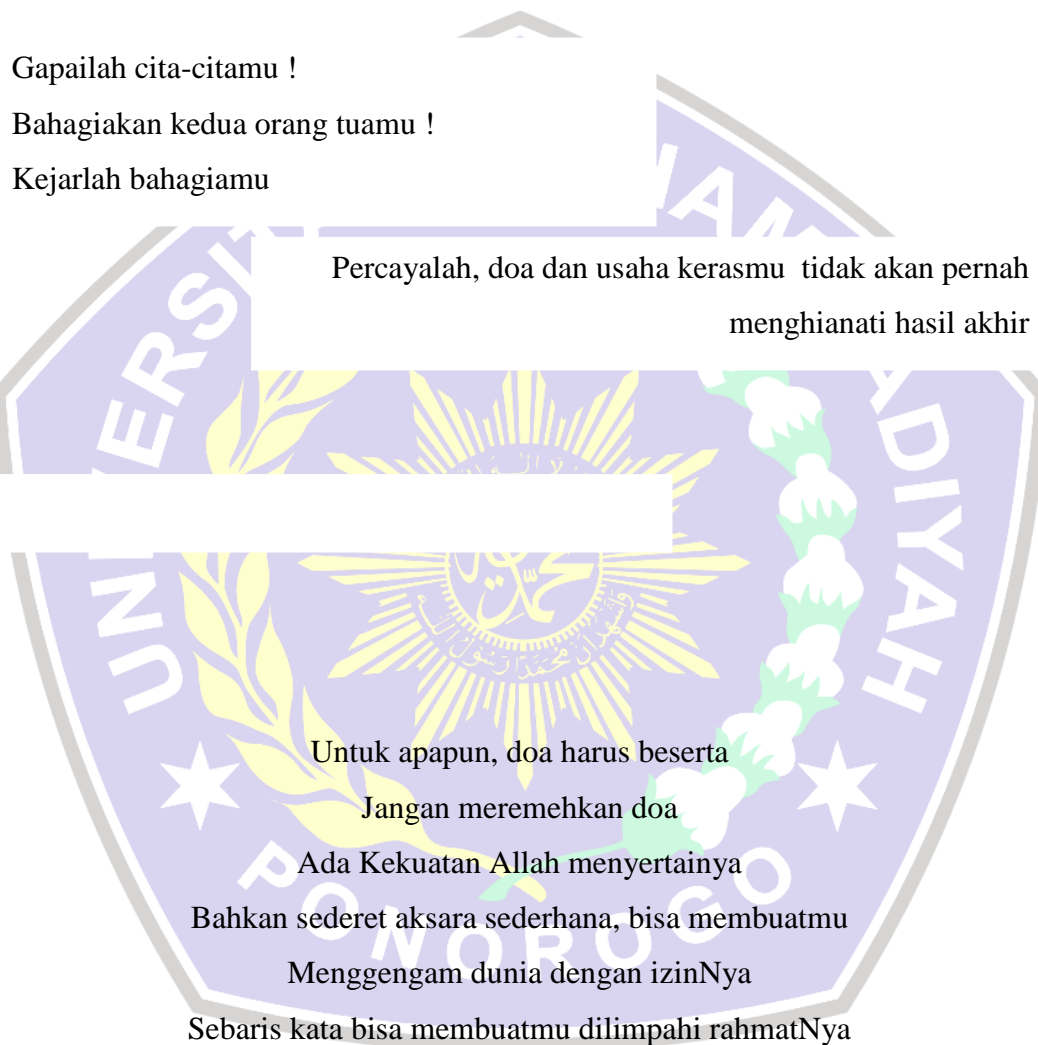 Gapailah cita-citamu !
Bahagiakan kedua orang tuamu !
Kejarlah bahagiamu
Percayalah, doa dan usaha kerasmu  tidak akan pernah
menghianati hasil akhir
Untuk apapun, doa harus beserta
Jangan meremehkan doa
Ada Kekuatan Allah menyertainya
Bahkan sederet aksara sederhana, bisa membuatmu
Menggengam dunia dengan izinNya
Sebaris kata bisa membuatmu dilimpahi rahmatNya
PONOROGO